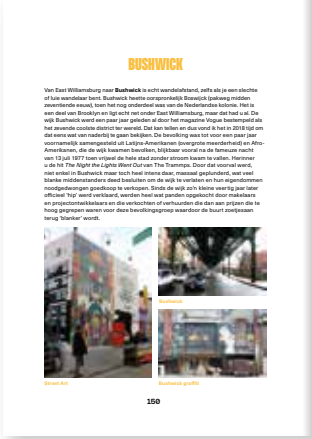 BUSHWICK
Van East Williamsburg naar Bushwick is echt wandelafstand, zelfs als je een slechte
of luie wandelaar bent. Bushwick heette oorspronkelijk Boswijck (pakweg midden
zeventiende eeuw), toen het nog onderdeel was van de Nederlandse kolonie. Het is
een deel van Brooklyn en ligt echt net onder East Williamsburg, maar dat had u al. De
wijk Bushwick werd een paar jaar geleden al door het magazine Vogue bestempeld als
het zevende coolste district ter wereld. Dat kan tellen en dus vond ik het in 2018 tijd om
dat eens wat van naderbij te gaan bekijken. De bevolking was tot voor een paar jaar
voornamelijk samengesteld uit Latijns-Amerikanen (overgrote meerderheid) en Afro-
Amerikanen, die de wijk kwamen bevolken, blijkbaar vooral na de fameuze nacht
van 13 juli 1977 toen vrijwel de hele stad zonder stroom kwam te vallen. Herinner
u de hit The Night the Lights Went Out van The Trammps. Door dat voorval werd,
niet enkel in Bushwick maar toch heel intens daar, massaal geplunderd, wat veel
blanke middenstanders deed besluiten om de wijk te verlaten en hun eigendommen
noodgedwongen goedkoop te verkopen. Sinds de wijk zo'n kleine veertig jaar later
officieel 'hip' werd verklaard, werden heel wat panden opgekocht door makelaars
en projectontwikkelaars en die verkochten of verhuurden die dan aan prijzen die te
hoog gegrepen waren voor deze bevolkingsgroep waardoor de buurt zoetjesaan
terug 'blanker' wordt.
Bushwick
Street Art
Bushwick graffiti
150